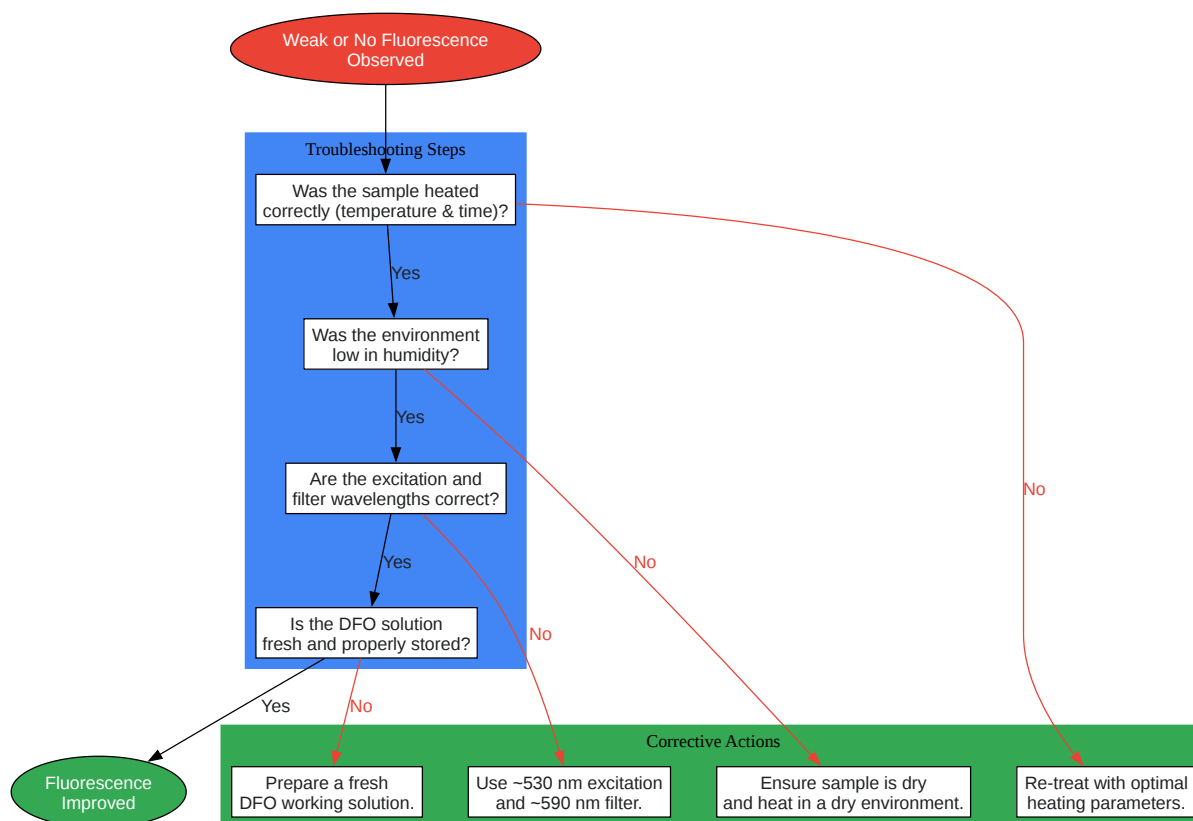 Weak or No Fluorescence
Observed
Troubleshooting Steps
Was the sample heated
correctly (temperature & time)?
Yes
Was the environment
low in humidity?
Yes
Are the excitation and
filter wavelengths correct?
No
No
Yes
Is the DFO solution
fresh and properly stored?
No
Yes
No
Corrective Actions
Fluorescence
Improved
Prepare a fresh
DFO working solution.
Use ~530 nm excitation
and ~590 nm filter.
Ensure sample is dry
and heat in a dry environment.
Re-treat with optimal
heating parameters.